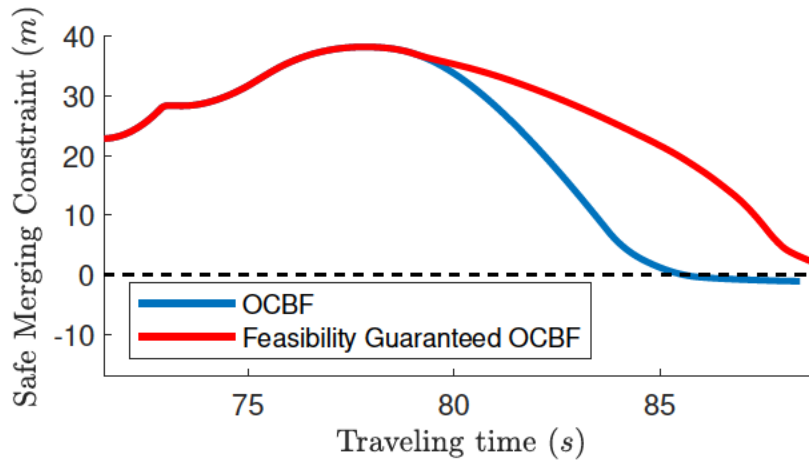 Safe Merging Constraint (m)
40
30
20
10
0
-10
OCBF
Feasibility Guaranteed OCBF
75
80
85
Traveling time (s)